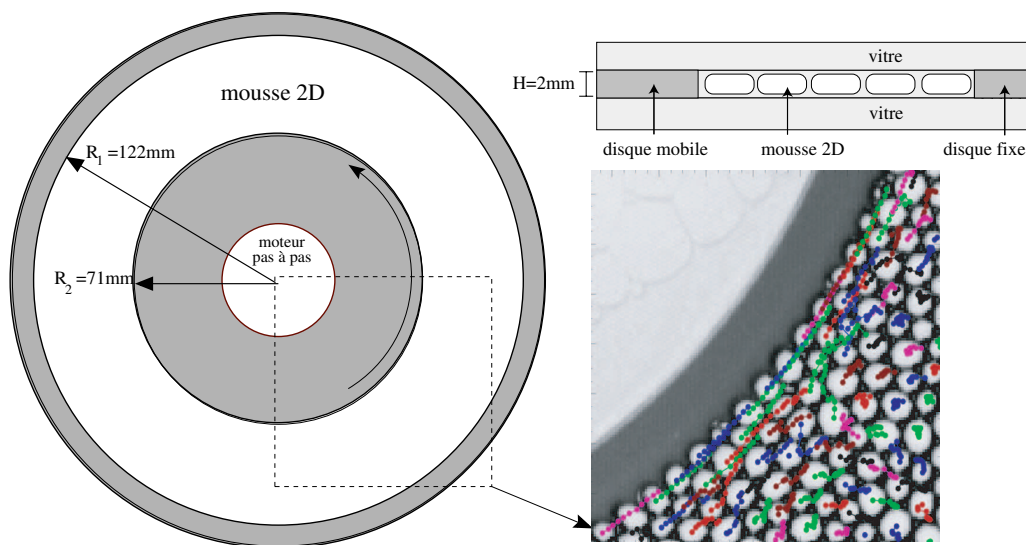 mousse 2D
R1 =122mm
moteur
pas à pas
R2 =71mm
vitre
H=2mm
vitre
disque mobile
mousse 2D
disque fixe